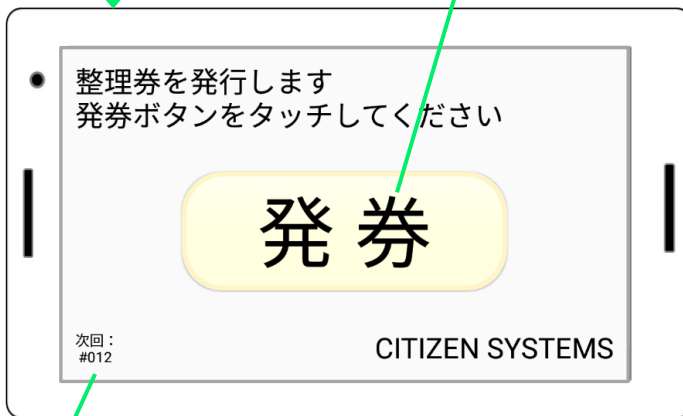 整理券を発行します
発券ボタンをタッチしてください
発 券
次回：
#012
CITIZEN SYSTEMS